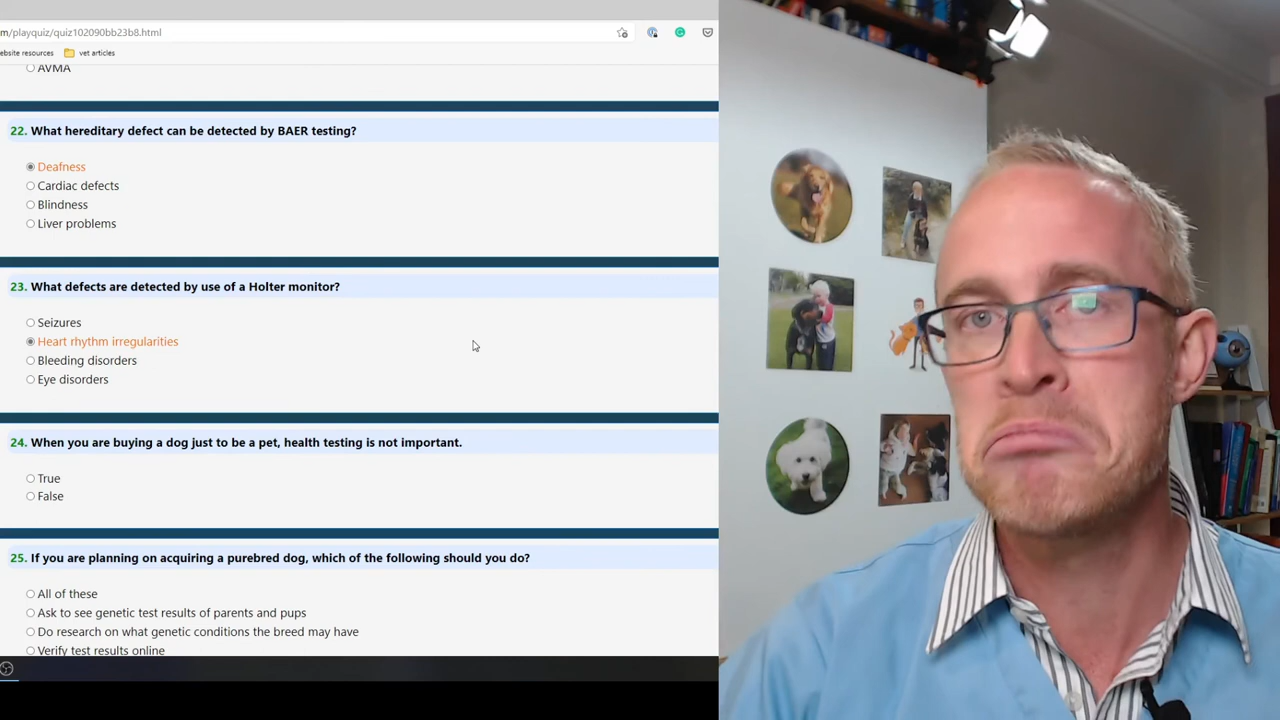 m/playquiz/quiz102090bb23b8.html
ebsite resources vet articles
AVMA
22. What hereditary defect can be detected by BAER testing?
Deafness
Cardiac defects
Blindness
Liver problems
23. What defects are detected by use of a Holter monitor?
Seizures
Heart rhythm irregularities
Bleeding disorders
Eye disorders
24. When you are buying a dog just to be a pet, health testing is not important.
True
False
25. If you are planning on acquiring a purebred dog, which of the following should you do?
All of these
Ask to see genetic test results of parents and pups
Do research on what genetic conditions the breed may have
Verify test results online